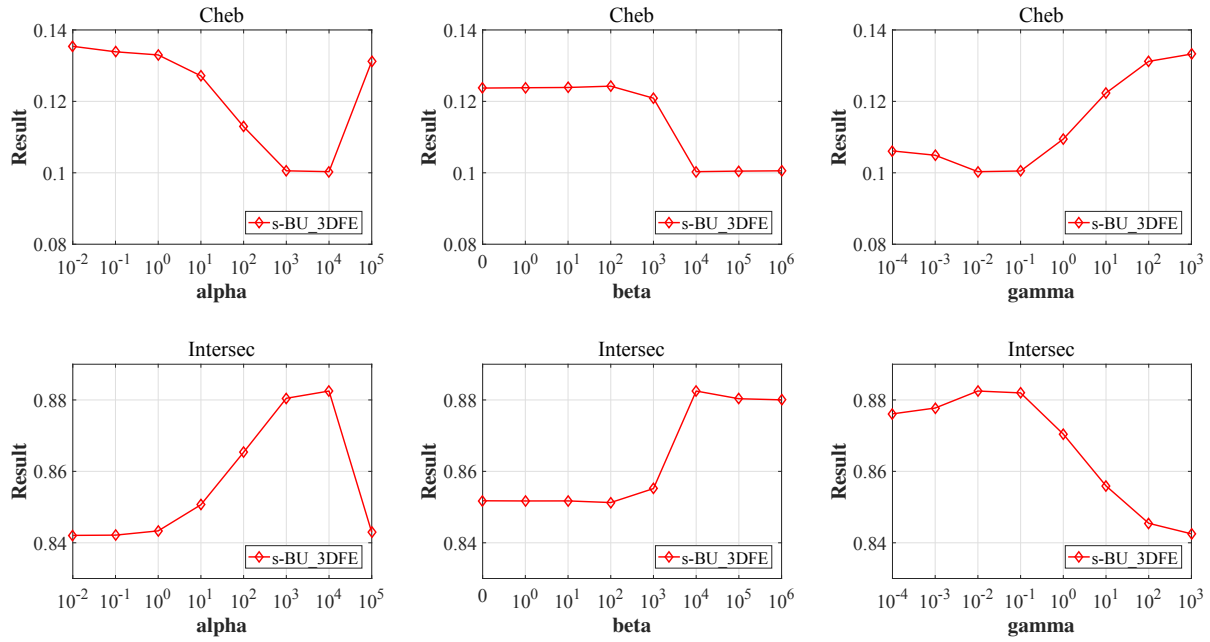 Cheb
Result
0.14
0.12
0.1
0.08
s-BU_3DFE
10^-2 10^-1 10^0 10^1 10^2 10^3 10^4 10^5
alpha
Cheb
Result
0.14
0.12
0.1
0.08
s-BU_3DFE
0 10^0 10^1 10^2 10^3 10^4 10^5 10^6
beta
Cheb
Result
0.14
0.12
0.1
0.08
s-BU_3DFE
10^-4 10^-3 10^-2 10^-1 10^0 10^1 10^2 10^3
gamma
Intersec
Result
0.88
0.86
0.84
s-BU_3DFE
10^-2 10^-1 10^0 10^1 10^2 10^3 10^4 10^5
alpha
Intersec
Result
0.88
0.86
0.84
s-BU_3DFE
0 10^0 10^1 10^2 10^3 10^4 10^5 10^6
beta
Intersec
Result
0.88
0.86
0.84
s-BU_3DFE
10^-4 10^-3 10^-2 10^-1 10^0 10^1 10^2 10^3
gamma